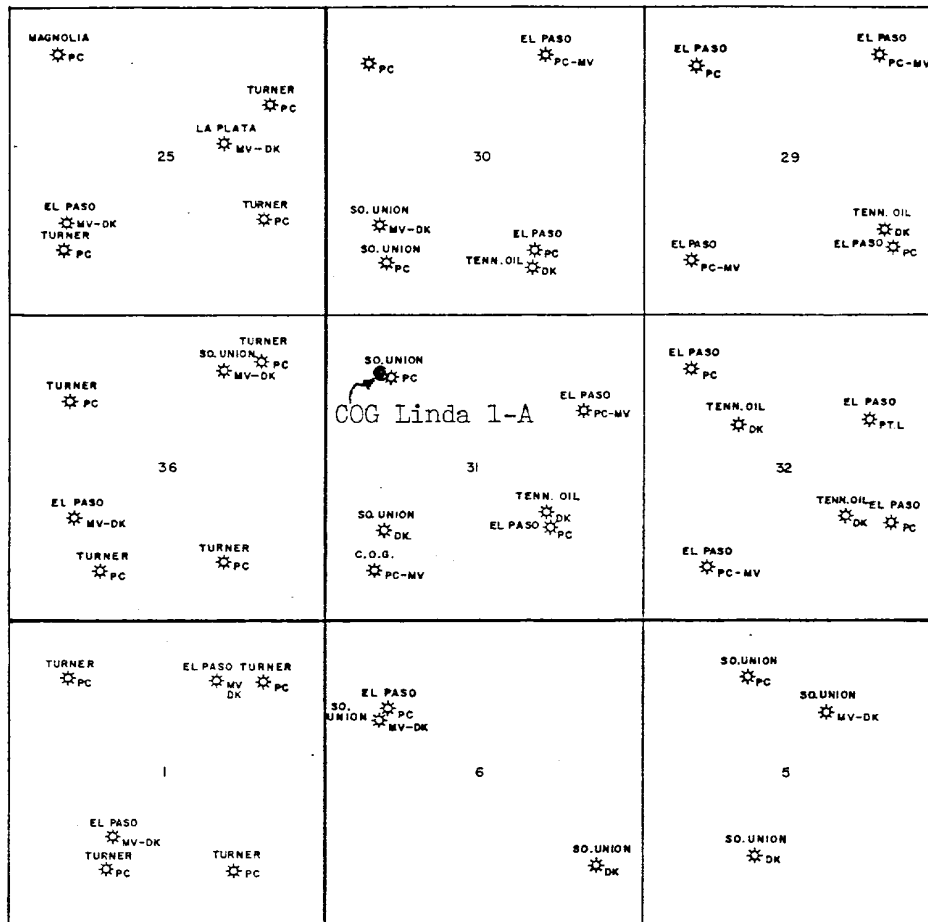 MAGNOLIA
PC
TURNER
PC
LA PLATA
MV-DK
25
EL PASO
MV-DK
TURNER
PC
TURNER
PC
PC
EL PASO
PC-MV
30
SO. UNION
MV-DK
SO. UNION
PC
EL PASO
PC
TENN. OIL
DK
EL PASO
PC
EL PASO
PC-MV
29
TENN. OIL
DK
EL PASO
PC
EL PASO
PC-MV
TURNER
PC
SO. UNION
MV-DK
TURNER
PC
36
EL PASO
MV-DK
TURNER
PC
TURNER
PC
SO. UNION
PC
COG Linda 1-A
EL PASO
PC-MV
31
TENN. OIL
DK
EL PASO
PC
SO. UNION
DK.
C.O.G.
PC-MV
EL PASO
PC
TENN. OIL
DK
EL PASO
PT.L
32
TENN. OIL
DK
EL PASO
PC
EL PASO
PC-MV
TURNER
PC
EL PASO
MV
DK
TURNER
PC
1
EL PASO
MV-DK
TURNER
PC
TURNER
PC
EL PASO
PC
SO.
UNION
MV-DK
6
SO. UNION
DK
SO. UNION
PC
SO. UNION
MV-DK
5
SO. UNION
DK